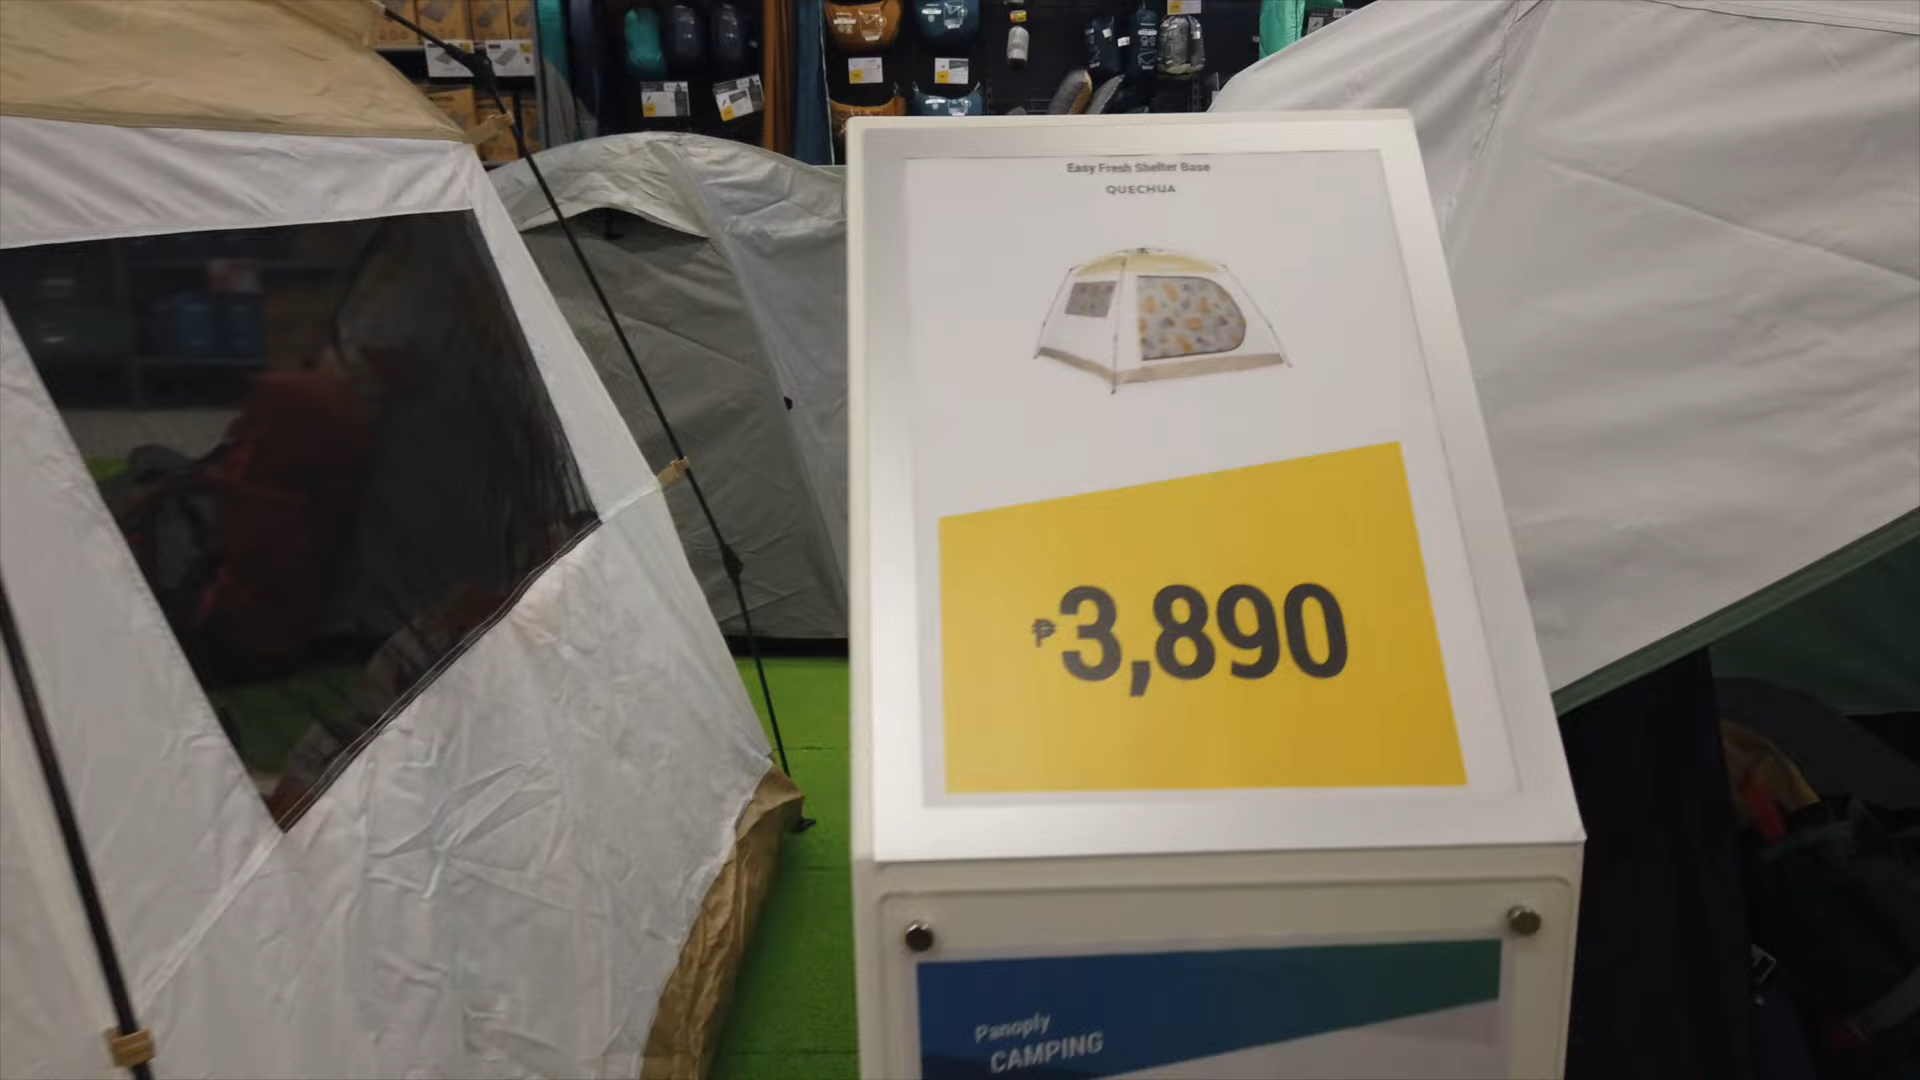 Easy Fresh Shelter Base
QUECHUA
₱3,890
Panoply
CAMPING